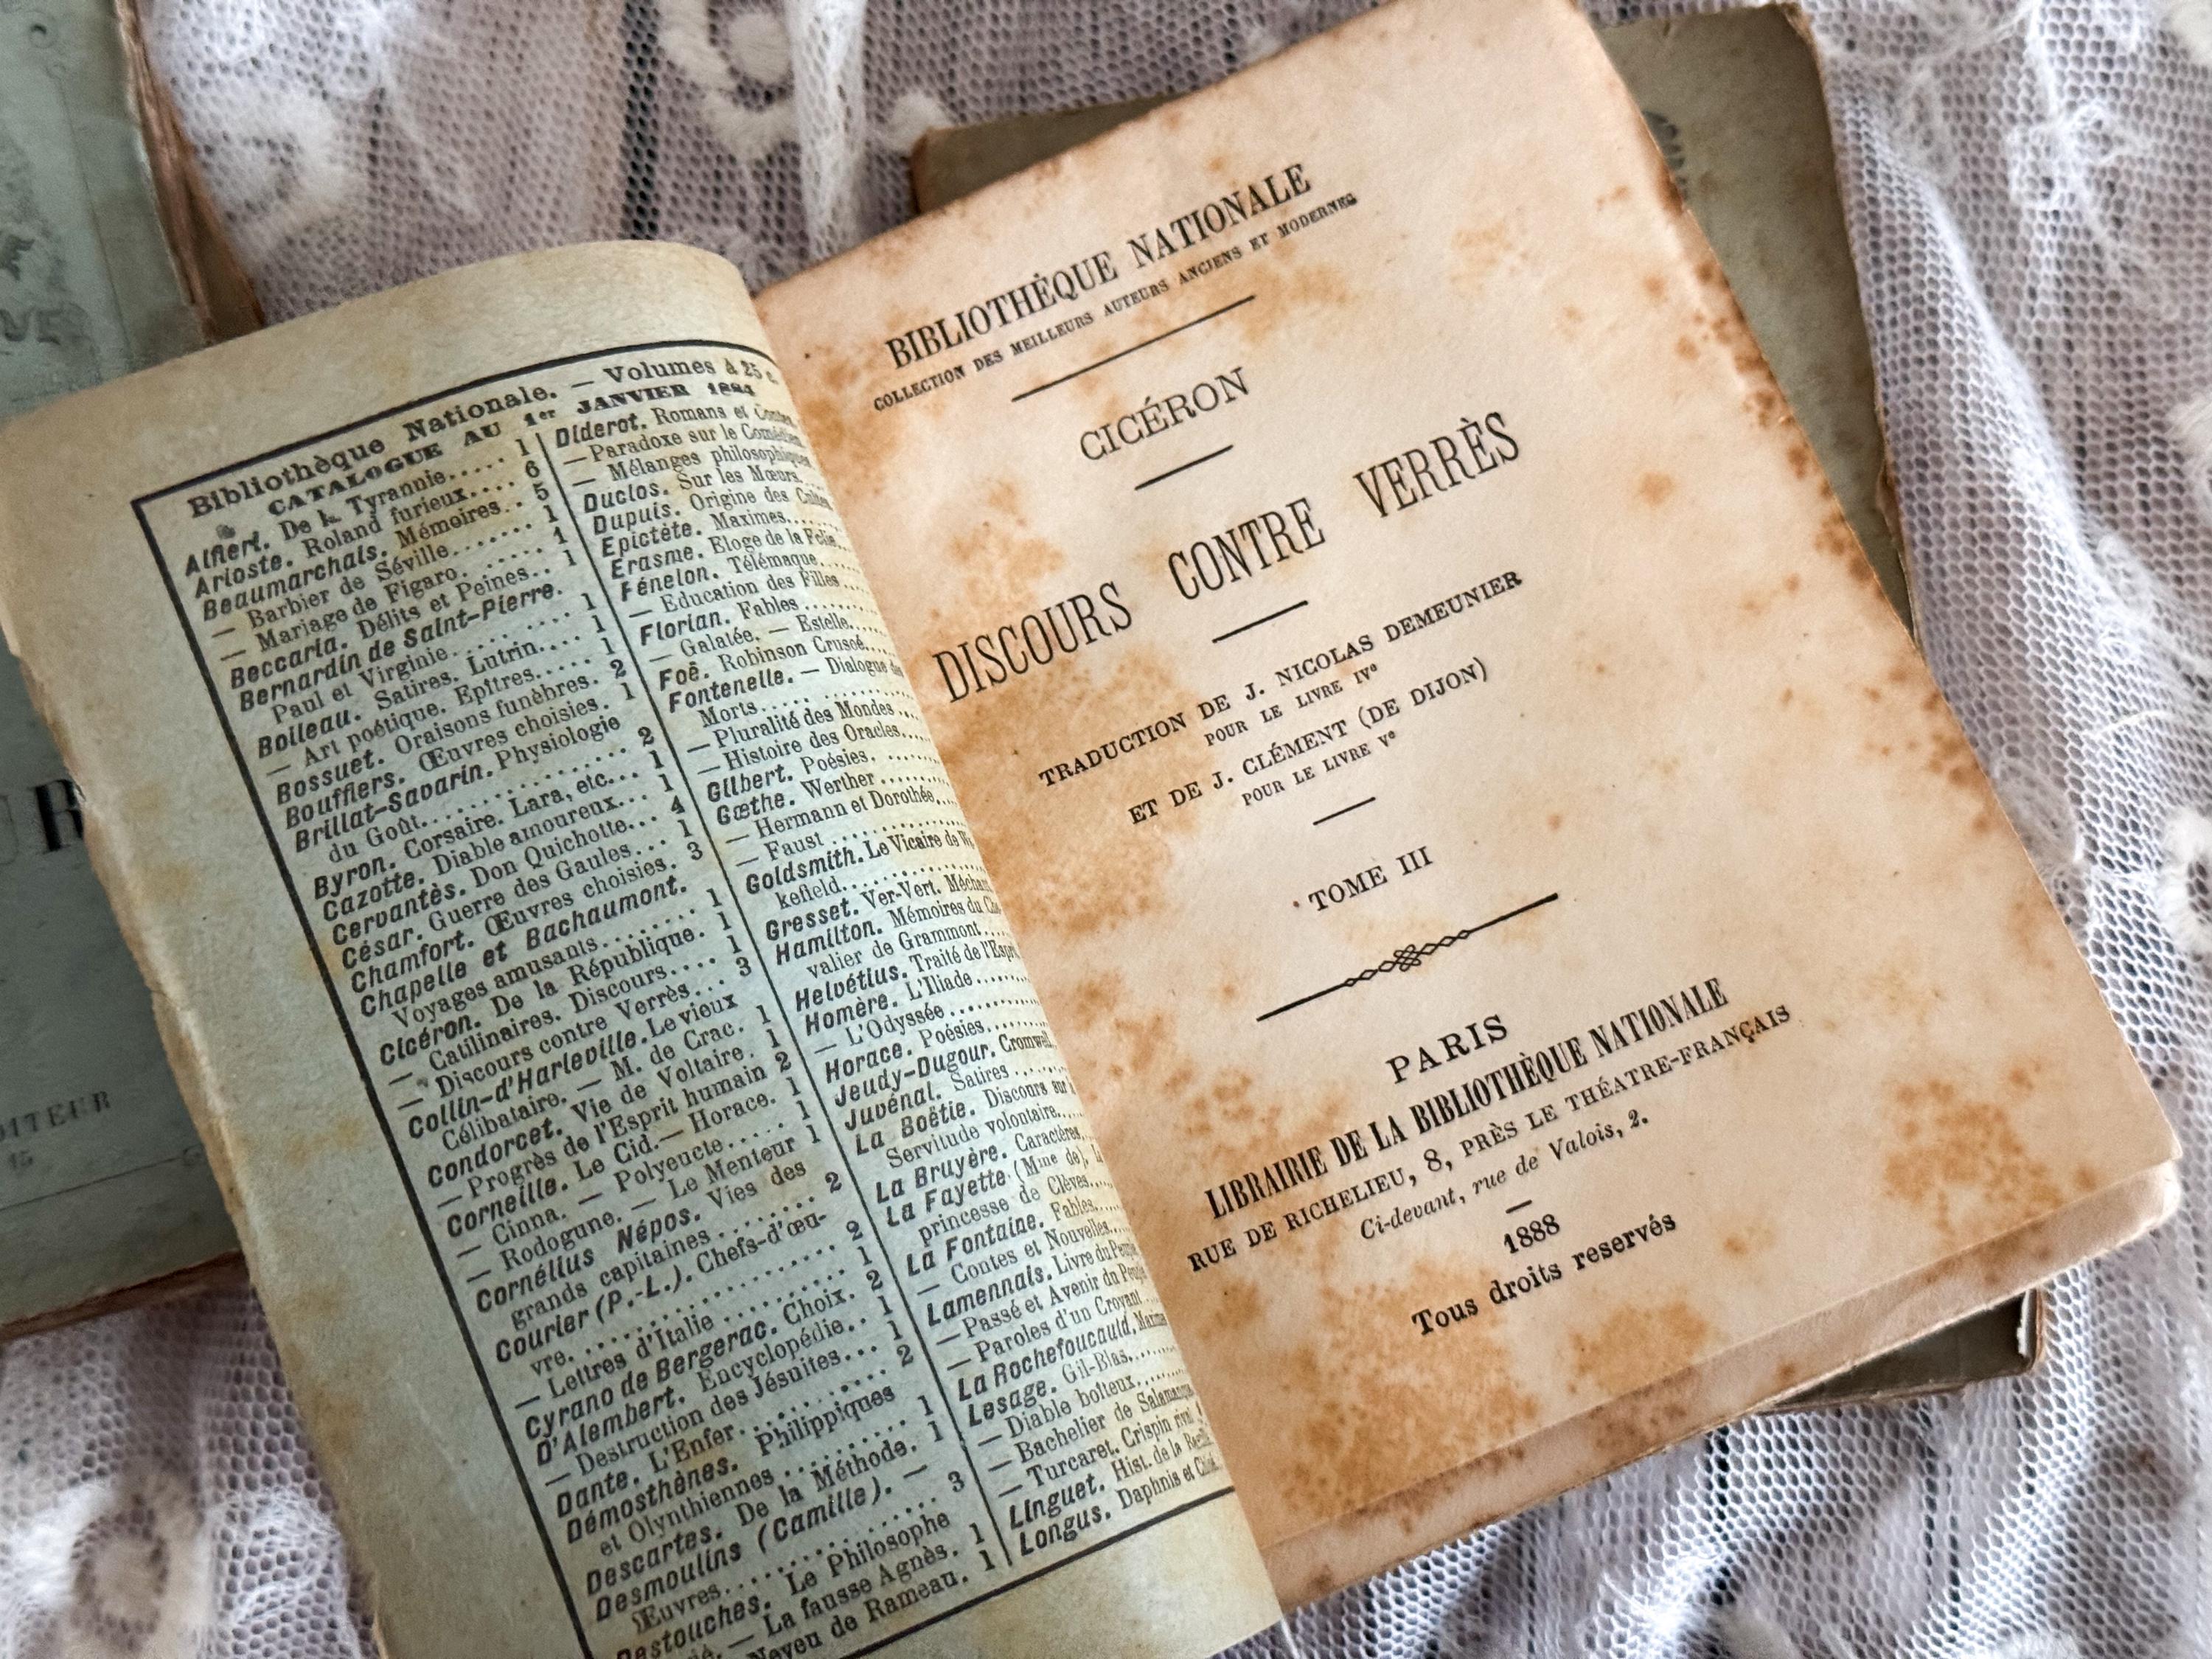 Bibliothèque Nationale. — Volumes à 25 c.
CATALOGUE AU 1er JANVIER 1884
Alfieri. De la Tyrannie..... 1
Arioste. Roland furieux.... 6
Beaumarchais. Mémoires.. 5
— Barbier de Séville........ 1
— Mariage de Figaro. ...... 1
Beccaria. Délits et Peines.. 1
Bernardin de Saint-Pierre.
Paul et Virginie............ 1
Boileau. Satires. Lutrin.... 1
— Art poétique. Epîtres..... 1
Bossuet. Oraisons funèbres. 2
Boufflers. Œuvres choisies. 1
Brillat-Savarin. Physiologie
du Goût.................. 2
Byron. Corsaire. Lara, etc... 1
Cazotte. Diable amoureux... 1
Cervantès. Don Quichotte... 4
César. Guerre des Gaules... 1
Chamfort. Œuvres choisies. 3
Chapelle et Bachaumont.
Voyages amusants........ 1
Cicéron. De la République. 1
— Catilinaires. Discours.... 1
— Discours contre Verrès... 3
Collin-d'Harleville. Le vieux
Célibataire. — M. de Crac. 1
Condorcet. Vie de Voltaire. 1
— Progrès de l'Esprit humain 2
Corneille. Le Cid. — Horace. 1
— Cinna. — Polyeucte..... 1
— Rodogune. — Le Menteur 1
Cornélius Népos. Vies des
grands capitaines......... 2
Courier (P.-L.). Chefs-d'œu-
vre. ..................... 2
— Lettres d'Italie .......... 1
Cyrano de Bergerac. Choix. 2
D'Alembert. Encyclopédie.. 1
— Destruction des Jésuites... 1
Dante. L'Enfer............. 2
Démosthènes. Philippiques
et Olynthiennes .......... 1
Descartes. De la Méthode. 1
Desmoulins (Camille). —
Œuvres.................. 3
Destouches. Le Philosophe
— La fausse Agnès. 1
Neveu de Rameau. 1
Diderot. Romans et Contes
— Paradoxe sur le Comédien
— Mélanges philosophiques
Duclos. Sur les Mœurs...
Dupuis. Origine des Cultes
Epictète. Maximes......
Erasme. Eloge de la Folie...
Fénelon. Télémaque......
— Education des Filles
Florian. Fables ........
— Galatée. — Estelle.....
Foë. Robinson Crusoé....
Fontenelle. — Dialogue des
Morts....
— Pluralité des Mondes ...
— Histoire des Oracles....
Gilbert. Poésies. ........
Gœthe. Werther ........
— Hermann et Dorothée....
— Faust ..............
Goldsmith. Le Vicaire de Wa-
kefield..............
Gresset. Ver-Vert. Méchant
Hamilton. Mémoires du Che-
valier de Grammont......
Helvétius. Traité de l'Esprit
Homère. L'Iliade........
— L'Odyssée ..........
Horace. Poésies........
Jeudy-Dugour. Cromwell
Juvénal. Satires ........
La Boëtie. Discours sur la
Servitude volontaire.....
La Bruyère. Caractères
La Fayette (Mme de). La
princesse de Clèves.....
La Fontaine. Fables.....
— Contes et Nouvelles...
Lamennais. Livre du Peuple
— Passé et Avenir du Peuple
— Paroles d'un Croyant ...
La Rochefoucauld, Maximes
Lesage. Gil-Blas........
— Diable boiteux........
— Bachelier de Salamanque
— Turcaret. Crispin rival
Linguet. Hist. de la Bastille
Longus. Daphnis et Chloé
BIBLIOTHÈQUE NATIONALE
COLLECTION DES MEILLEURS AUTEURS ANCIENS ET MODERNES
CICÉRON
DISCOURS CONTRE VERRÈS
TRADUCTION DE J. NICOLAS DEMEUNIER
POUR LE LIVRE IVe
ET DE J. CLÉMENT (DE DIJON)
POUR LE LIVRE Ve
TOME III
PARIS
LIBRAIRIE DE LA BIBLIOTHÈQUE NATIONALE
RUE DE RICHELIEU, 8, PRÈS LE THÉATRE-FRANÇAIS
Ci-devant, rue de Valois, 2.
1888
Tous droits reservés